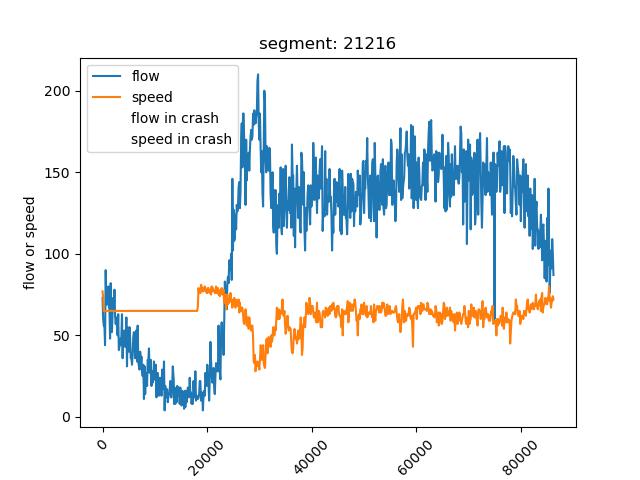 segment: 21216
flow
speed
flow in crash
speed in crash
flow or speed
200
150
100
50
0
0
20000
40000
60000
80000